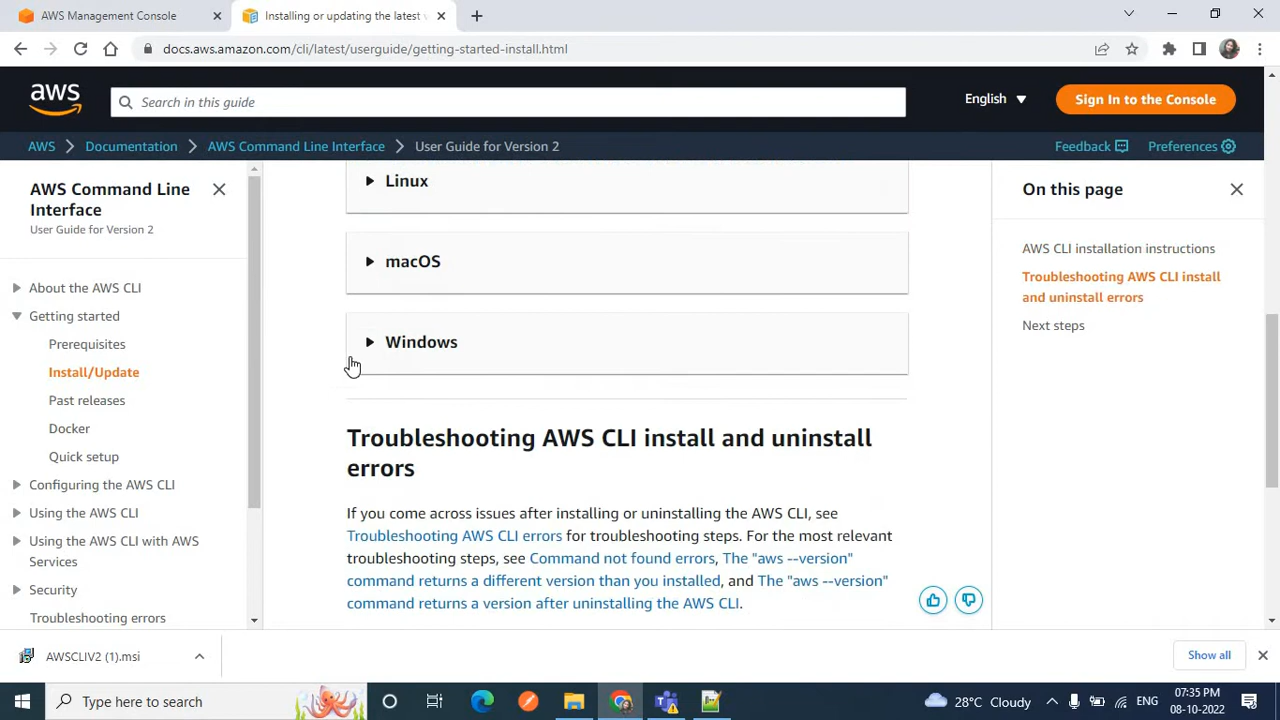 AWS Management Console
Installing or updating the latest v
docs.aws.amazon.com/cli/latest/userguide/getting-started-install.html
aws
Search in this guide
English
Sign In to the Console
AWS
Documentation
AWS Command Line Interface
User Guide for Version 2
Feedback
Preferences
AWS Command Line
Interface
User Guide for Version 2
About the AWS CLI
Getting started
Prerequisites
Install/Update
Past releases
Docker
Quick setup
Configuring the AWS CLI
Using the AWS CLI
Using the AWS CLI with AWS
Services
Security
Troubleshooting errors
Linux
macOS
Windows
Troubleshooting AWS CLI install and uninstall
errors
If you come across issues after installing or uninstalling the AWS CLI, see
Troubleshooting AWS CLI errors for troubleshooting steps. For the most relevant
troubleshooting steps, see Command not found errors, The "aws --version"
command returns a different version than you installed, and The "aws --version"
command returns a version after uninstalling the AWS CLI.
On this page
AWS CLI installation instructions
Troubleshooting AWS CLI install
and uninstall errors
Next steps
AWSCLIV2 (1).msi
Show all
Type here to search
28°C Cloudy
ENG
07:35 PM
08-10-2022